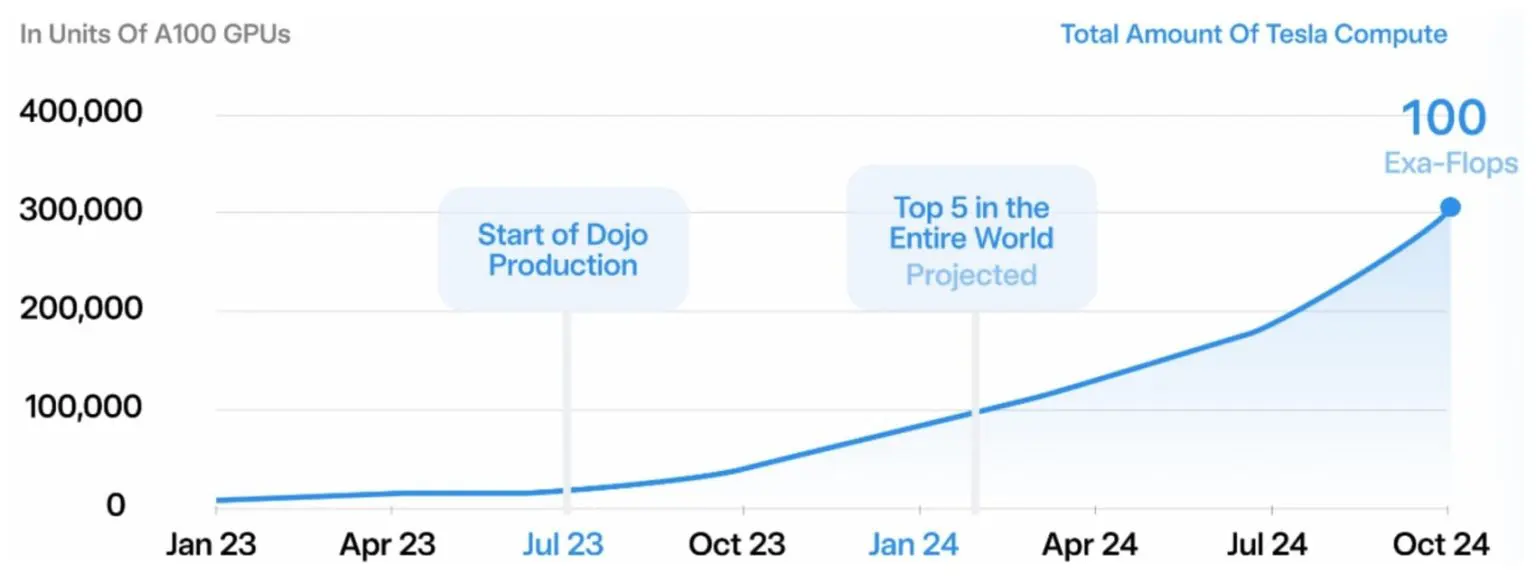 In Units Of A100 GPUs
Total Amount Of Tesla Compute
400,000
100
Exa-Flops
300,000
Start of Dojo
Production
Top 5 in the
Entire World
Projected
200,000
100,000
0
Jan 23
Apr 23
Jul 23
Oct 23
Jan 24
Apr 24
Jul 24
Oct 24